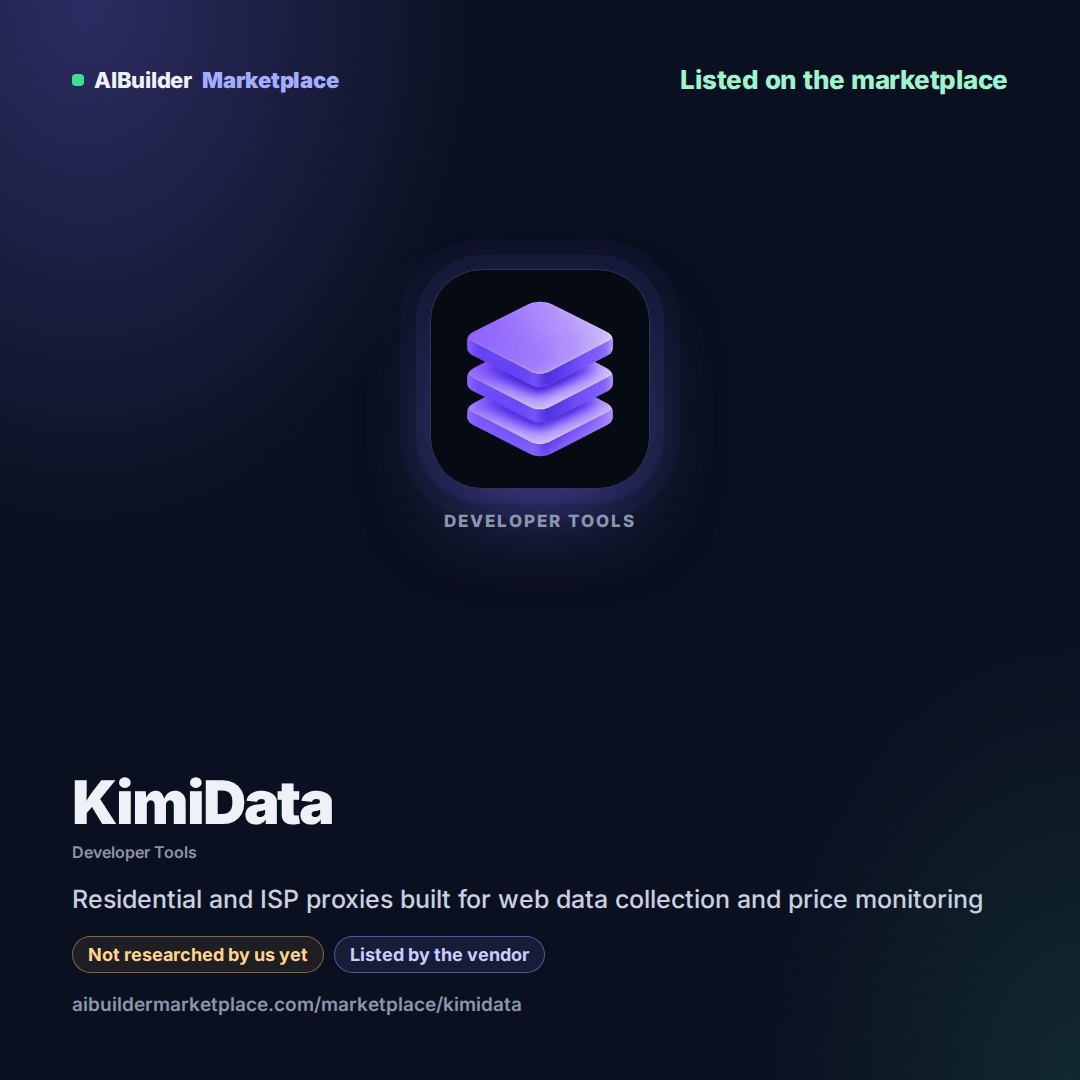 AIBuilder Marketplace
Listed on the marketplace
DEVELOPER TOOLS
KimiData
Developer Tools
Residential and ISP proxies built for web data collection and price monitoring
Not researched by us yet
Listed by the vendor
aibuildermarketplace.com/marketplace/kimidata